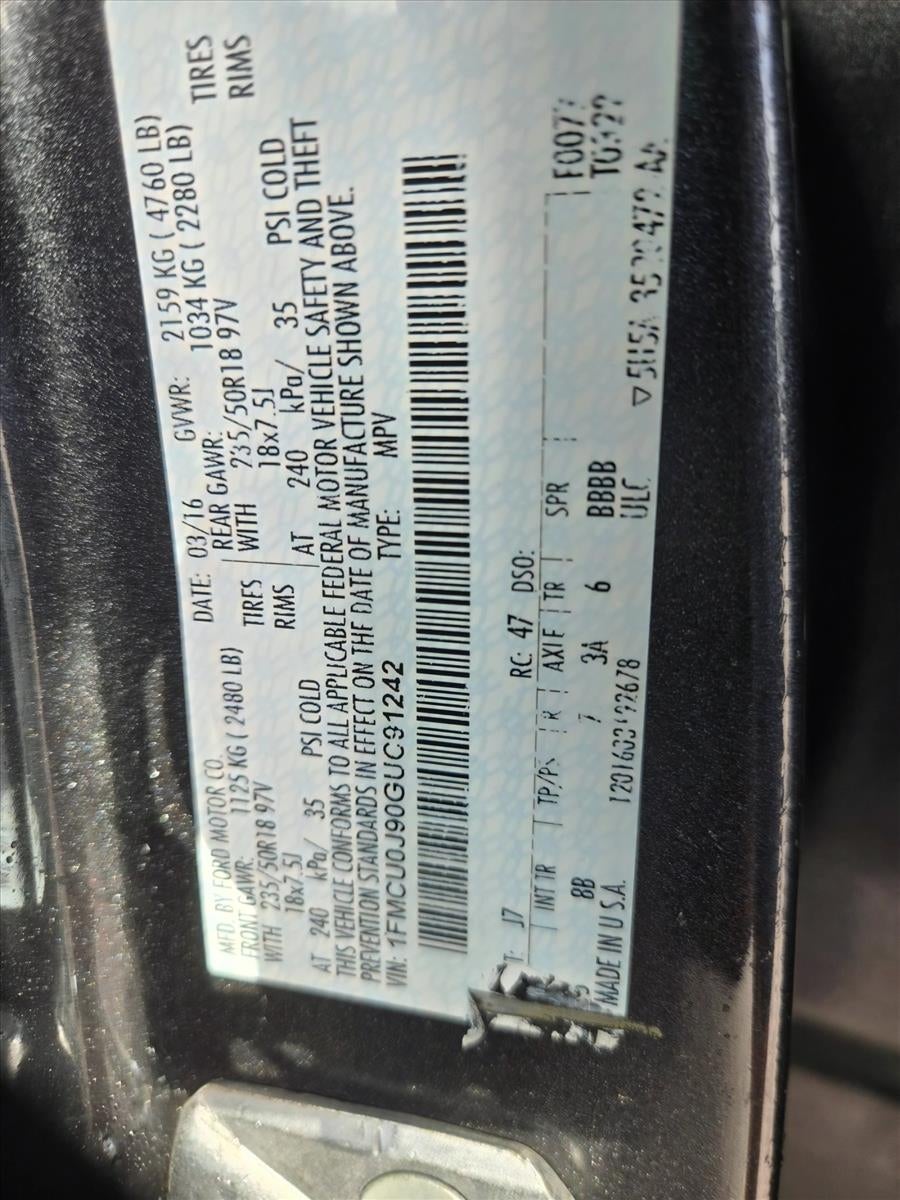 MFD. BY FORD MOTOR CO. DATE: 03/16 GVWR: 2159 KG ( 4760 LB)
FRONT GAWR: 1125 KG ( 2480 LB) REAR GAWR: 1034 KG ( 2280 LB)
WITH 235/50R18 97V TIRES WITH 235/50R18 97V TIRES
18x7.5J RIMS 18x7.5J RIMS
AT 240 kPa/ 35 PSI COLD AT 240 kPa/ 35 PSI COLD
THIS VEHICLE CONFORMS TO ALL APPLICABLE FEDERAL MOTOR VEHICLE SAFETY AND THEFT
PREVENTION STANDARDS IN EFFECT ON THE DATE OF MANUFACTURE SHOWN ABOVE.
VIN: 1FMCU0J90GUC91242 TYPE: MPV
J7 RC: 47 DSO:
INT TR TP/PS R AXLE TR SPR
8B 7 3A 6 BBBB
MADE IN U.S.A. ULC